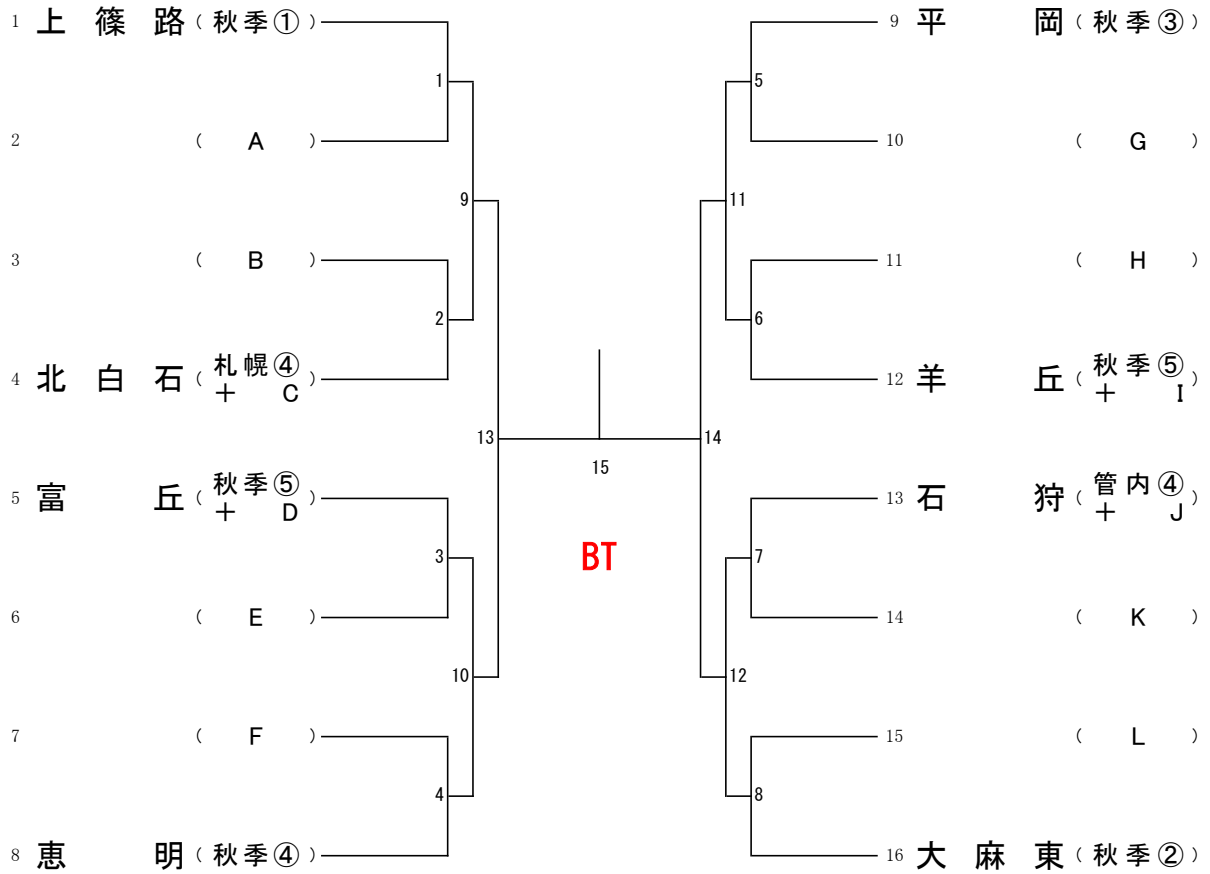 1 上篠路（秋季①）
2 （ A ）
3 （ B ）
4 北白石（札幌④＋C）
5 富丘（秋季⑤＋D）
6 （ E ）
7 （ F ）
8 恵明（秋季④）
1
2
3
4
9
10
13
15
BT
14
11
12
5
6
7
8
9 平岡（秋季③）
10 （ G ）
11 （ H ）
12 羊丘（秋季⑤＋I）
13 石狩（管内④＋J）
14 （ K ）
15 （ L ）
16 大麻東（秋季②）